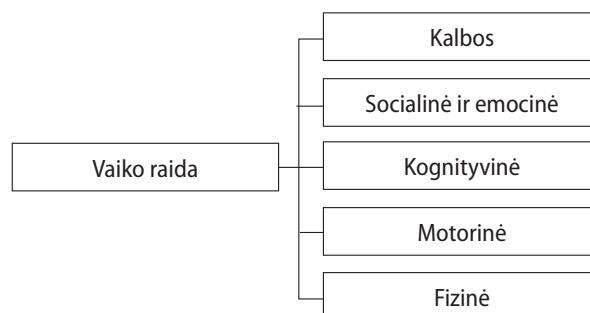 Kalbos
Socialinė ir emocinė
Vaiko raida
Kognityvinė
Motorinė
Fizinė